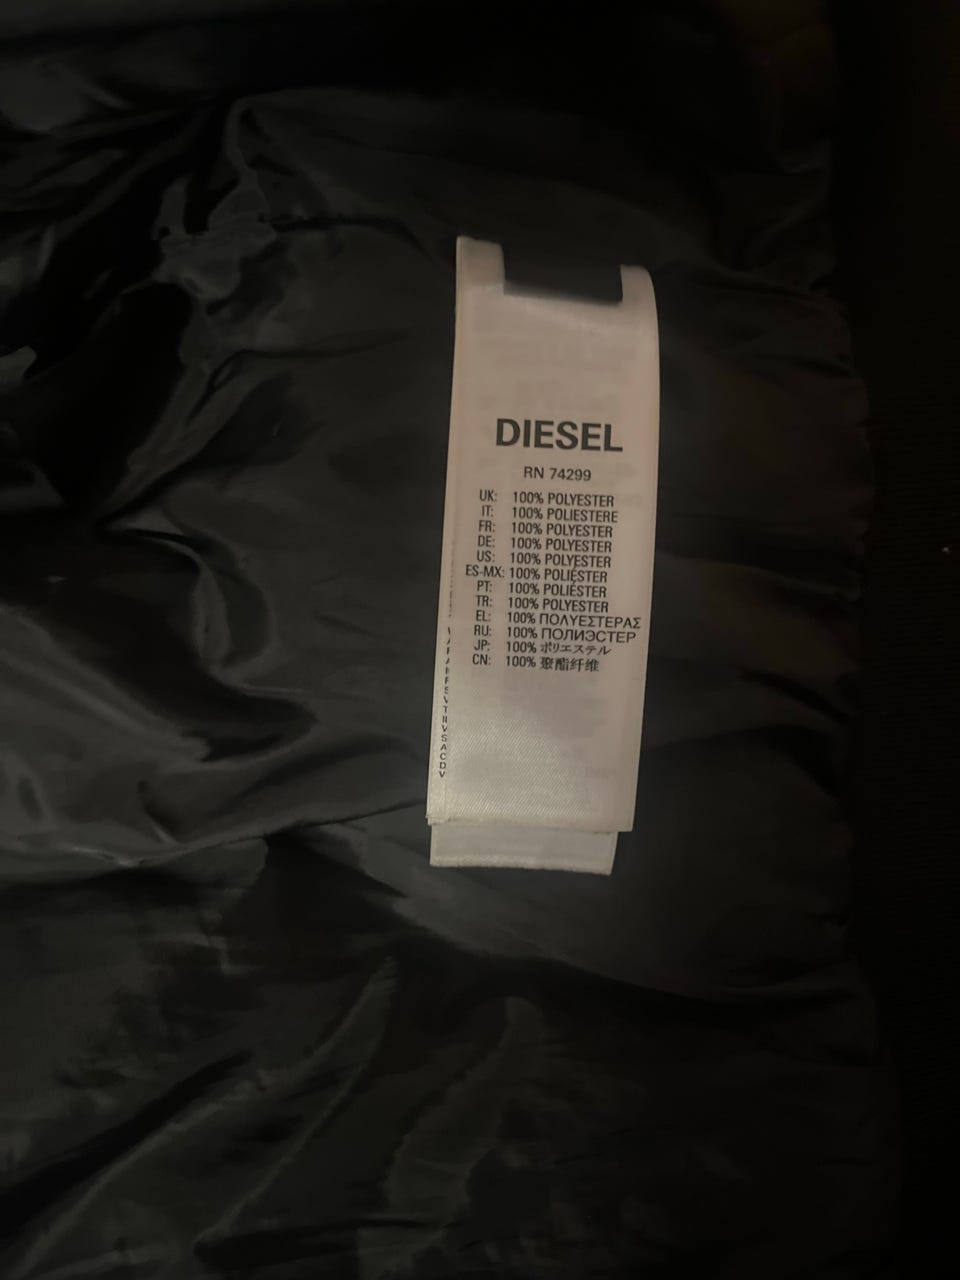 DIESEL
RN 74299
UK: 100% POLYESTER
IT: 100% POLIESTERE
FR: 100% POLYESTER
DE: 100% POLYESTER
US: 100% POLYESTER
ES-MX: 100% POLIÉSTER
PT: 100% POLIÉSTER
TR: 100% POLYESTER
EL: 100% ΠΟΛΥΕΣΤΕΡΑΣ
RU: 100% ПОЛИЭСТЕР
JP: 100% ポリエステル
CN: 100% 聚酯纤维